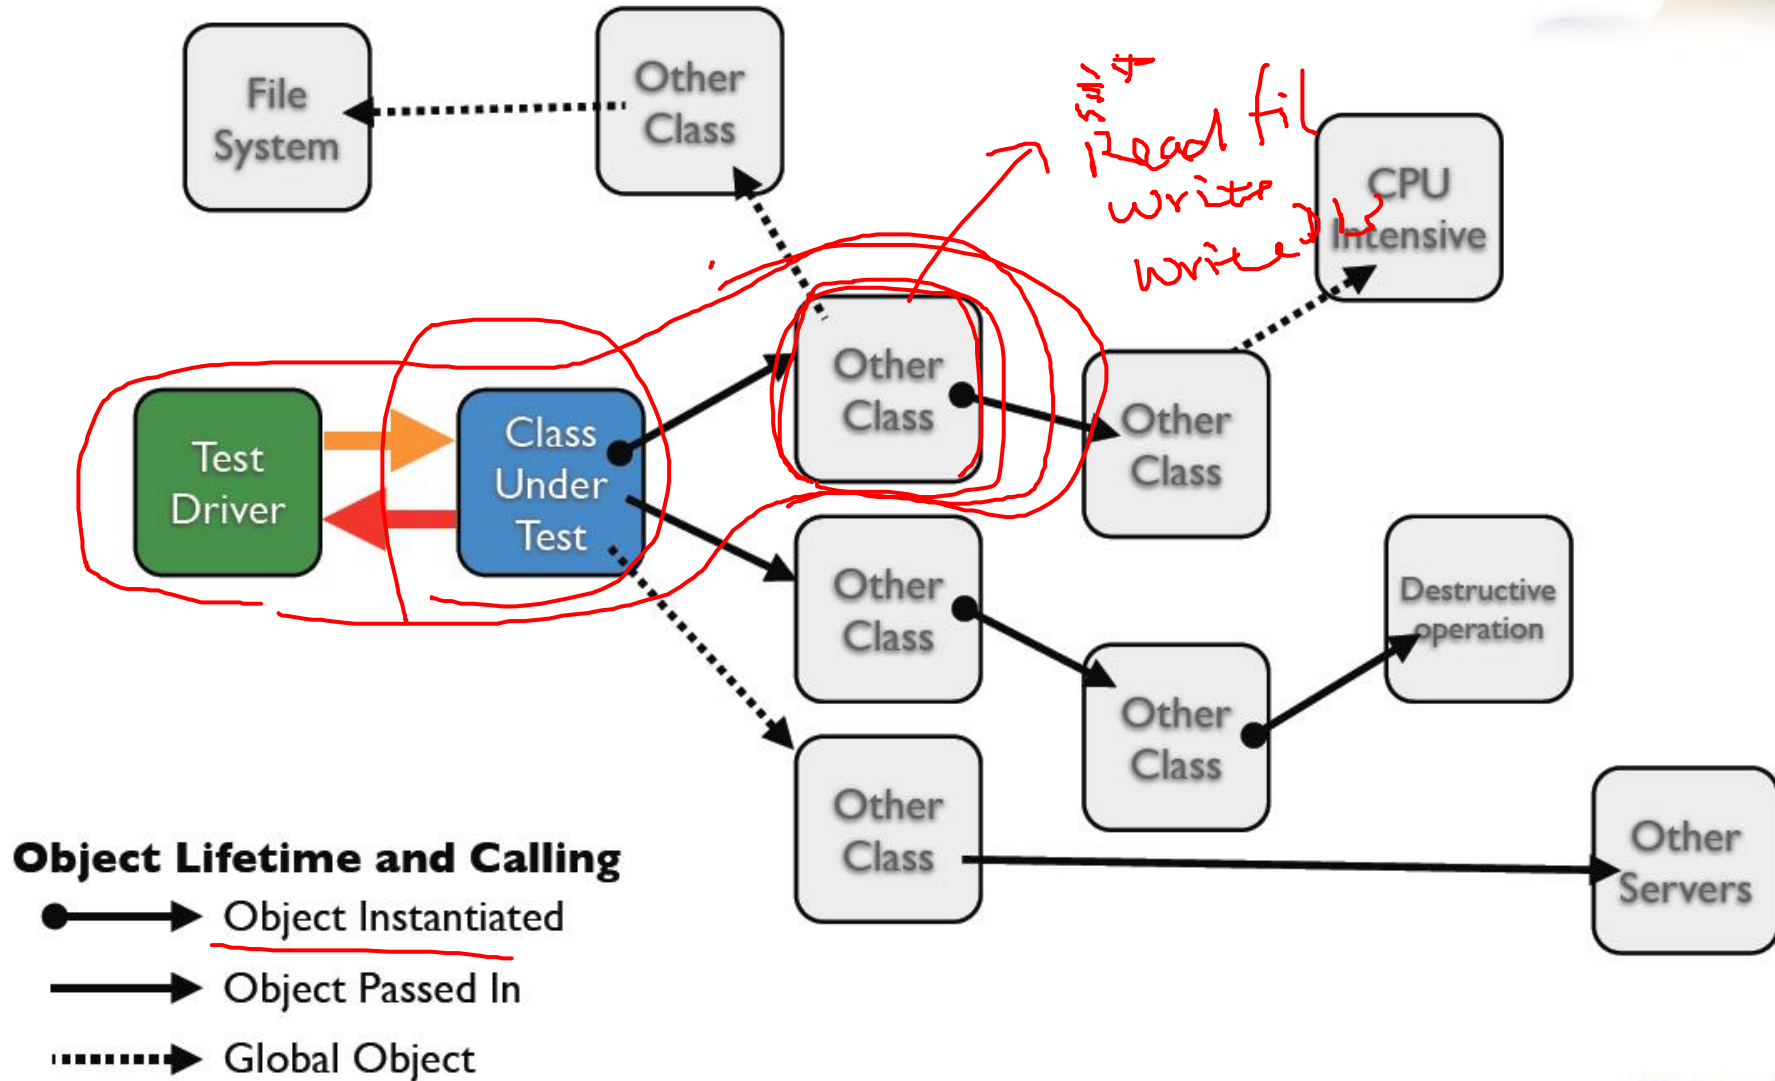 File
System
Other
Class
Read fil
write
write
CPU
Intensive
Test
Driver
Class
Under
Test
Other
Class
Other
Class
Other
Class
Destructive
operation
Other
Class
Other
Class
Other
Servers
Object Lifetime and Calling
Object Instantiated
Object Passed In
Global Object